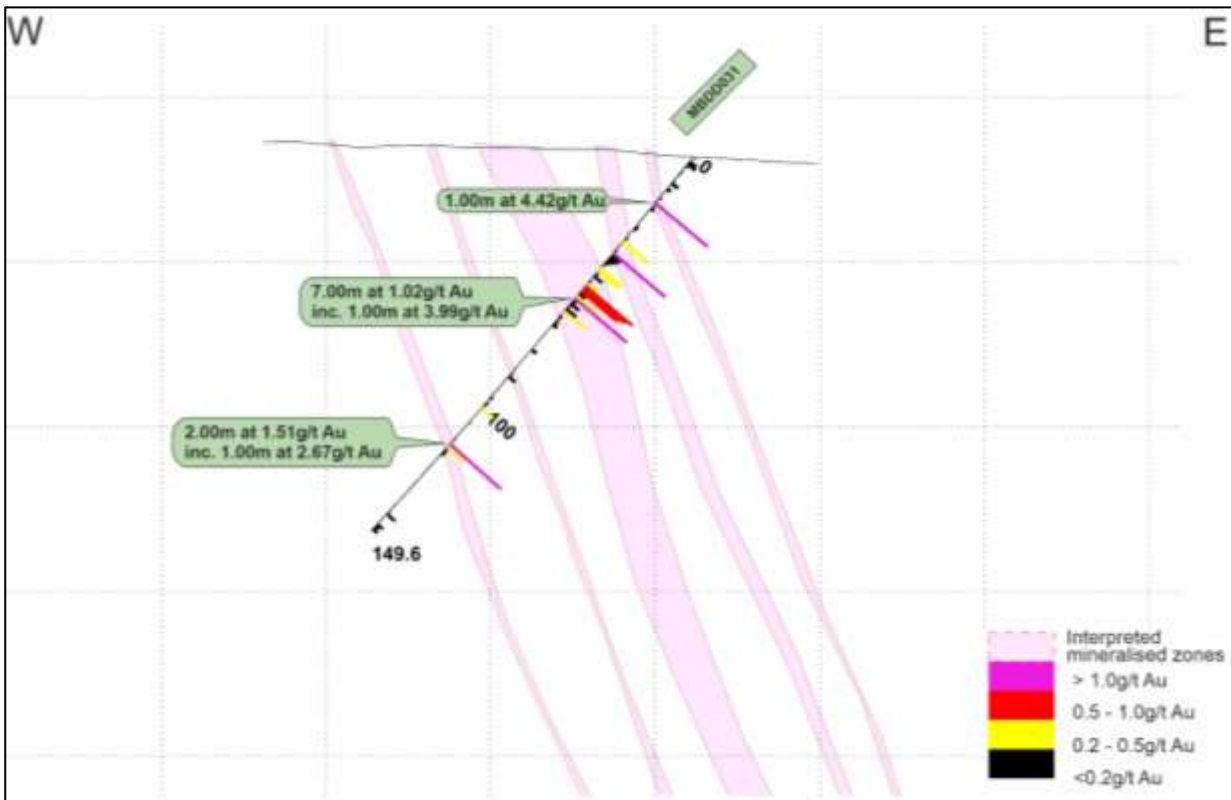 W
E
MBDD031
0
1.00m at 4.42g/t Au
7.00m at 1.02g/t Au
inc. 1.00m at 3.99g/t Au
100
2.00m at 1.51g/t Au
inc. 1.00m at 2.67g/t Au
149.6
Interpreted
mineralised zones
> 1.0g/t Au
0.5 - 1.0g/t Au
0.2 - 0.5g/t Au
<0.2g/t Au